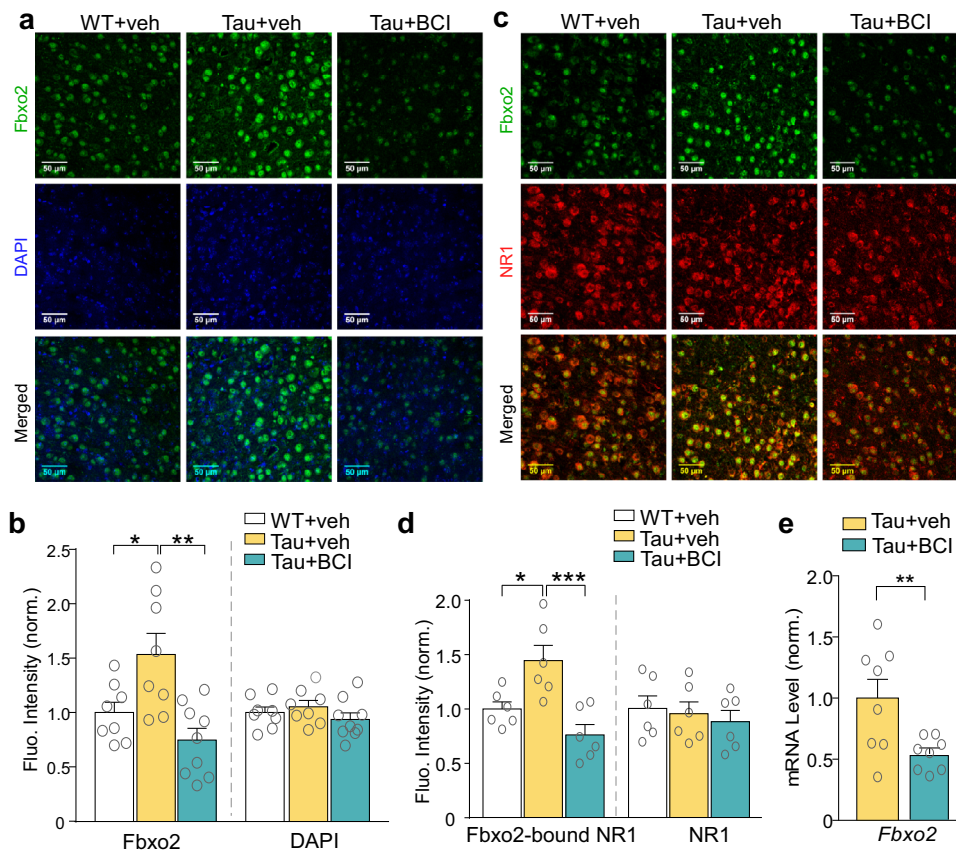 a
WT+veh
Tau+veh
Tau+BCI
Fbxo2
50 µm
50 µm
50 µm
DAPI
50 µm
50 µm
50 µm
Merged
50 µm
50 µm
50 µm
c
WT+veh
Tau+veh
Tau+BCI
Fbxo2
50 µm
50 µm
50 µm
NR1
50 µm
50 µm
50 µm
Merged
50 µm
50 µm
50 µm
b
WT+veh
Tau+veh
Tau+BCI
Fluo. Intensity (norm.)
2.5
2.0
1.5
1.0
0.5
0
* **
Fbxo2
DAPI
d
WT+veh
Tau+veh
Tau+BCI
Fluo. Intensity (norm.)
2.0
1.5
1.0
0.5
0
* ***
Fbxo2-bound NR1
NR1
e
Tau+veh
Tau+BCI
mRNA Level (norm.)
2.0
1.5
1.0
0.5
0
**
Fbxo2